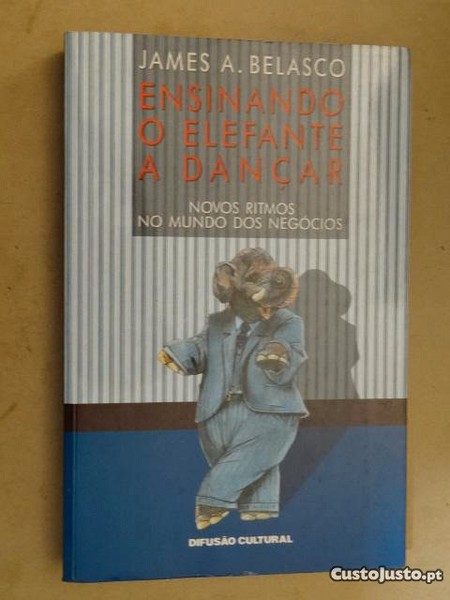 JAMES A. BELASCO
ENSINANDO
O ELEFANTE
A DANÇAR
NOVOS RITMOS
NO MUNDO DOS NEGÓCIOS
DIFUSÃO CULTURAL
CustoJusto.pt